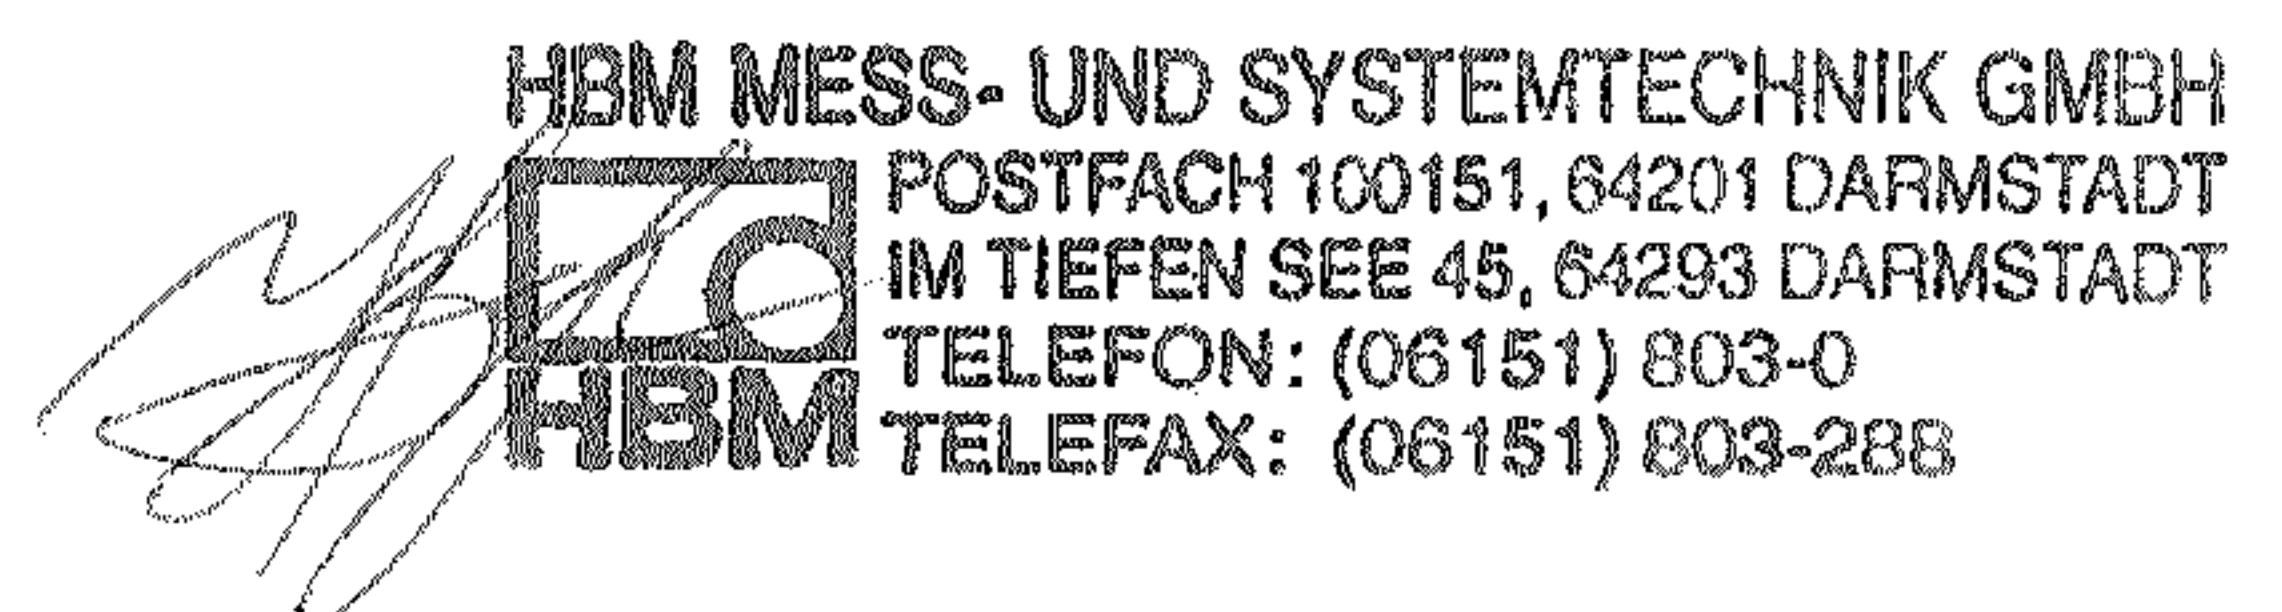 HBM MESS- UND SYSTEMTECHNIK GMBH
POSTFACH 100151, 64201 DARMSTADT
IM TIEFEN SEE 45, 64293 DARMSTADT
TELEFON: (06151) 803-0
TELEFAX: (06151) 803-288
HBM